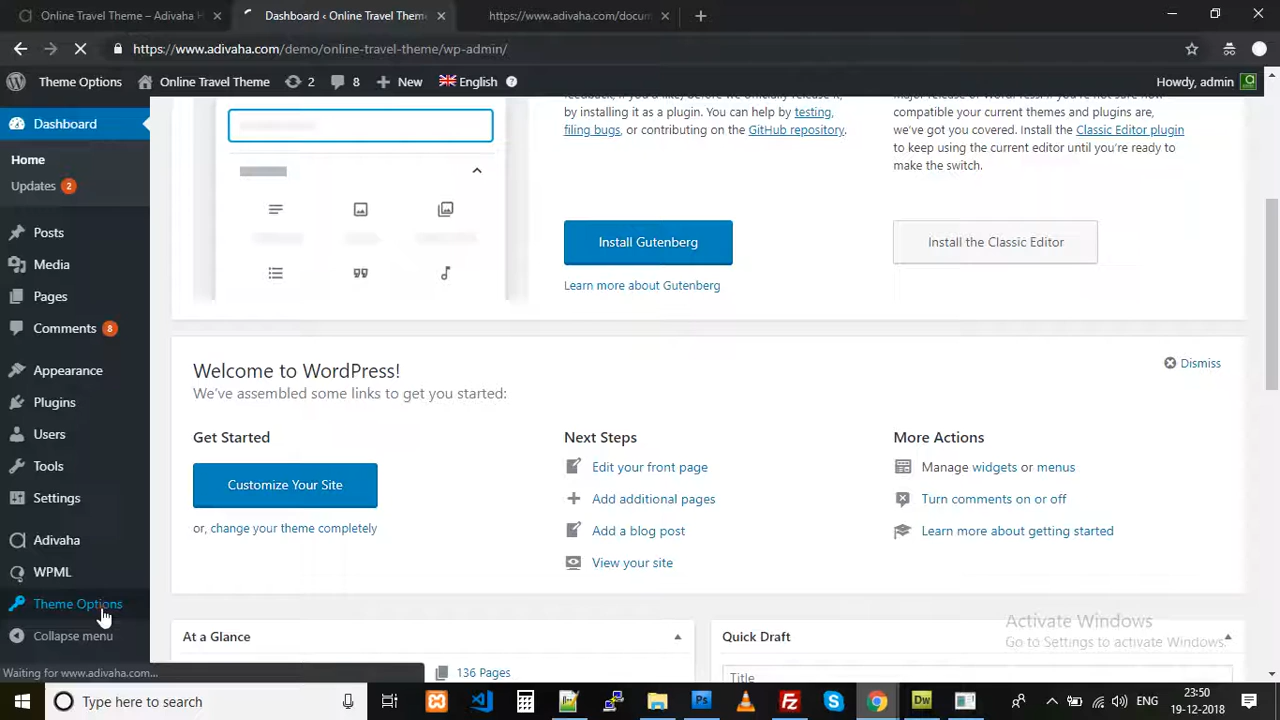 Online Travel Theme – Adivaha H
Dashboard ‹ Online Travel Theme
https://www.adivaha.com/docum
https://www.adivaha.com/demo/online-travel-theme/wp-admin/
Theme Options
Online Travel Theme
2
8
New
English
Howdy, admin
Dashboard
Home
Updates 2
Posts
Media
Pages
Comments 8
Appearance
Plugins
Users
Tools
Settings
Adivaha
WPML
Theme Options
Collapse menu
by installing it as a plugin. You can help by testing,
filing bugs, or contributing on the GitHub repository.
Install Gutenberg
Learn more about Gutenberg
compatible your current themes and plugins are,
we've got you covered. Install the Classic Editor plugin
to keep using the current editor until you're ready
to make the switch.
Install the Classic Editor
Welcome to WordPress!
We've assembled some links to get you started:
Dismiss
Get Started
Customize Your Site
or, change your theme completely
Next Steps
Edit your front page
Add additional pages
Add a blog post
View your site
More Actions
Manage widgets or menus
Turn comments on or off
Learn more about getting started
At a Glance
136 Pages
Quick Draft
Title
Activate Windows
Go to Settings to activate Windows.
Waiting for www.adivaha.com...
Type here to search
ENG
23:50
19-12-2018